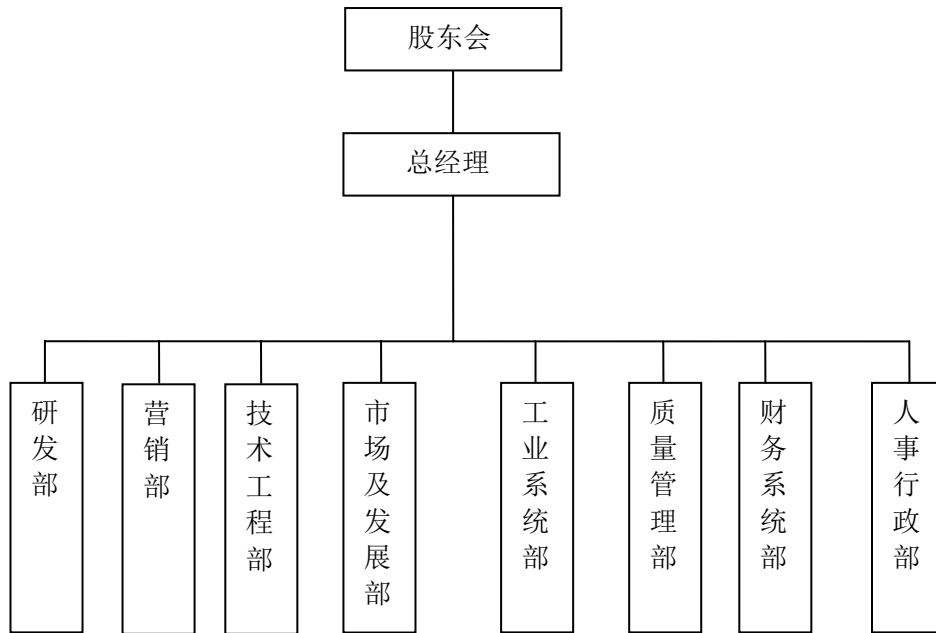 股东会
总经理
研发部
营销部
技术工程部
市场及发展部
工业系统部
质量管理部
财务系统部
人事行政部